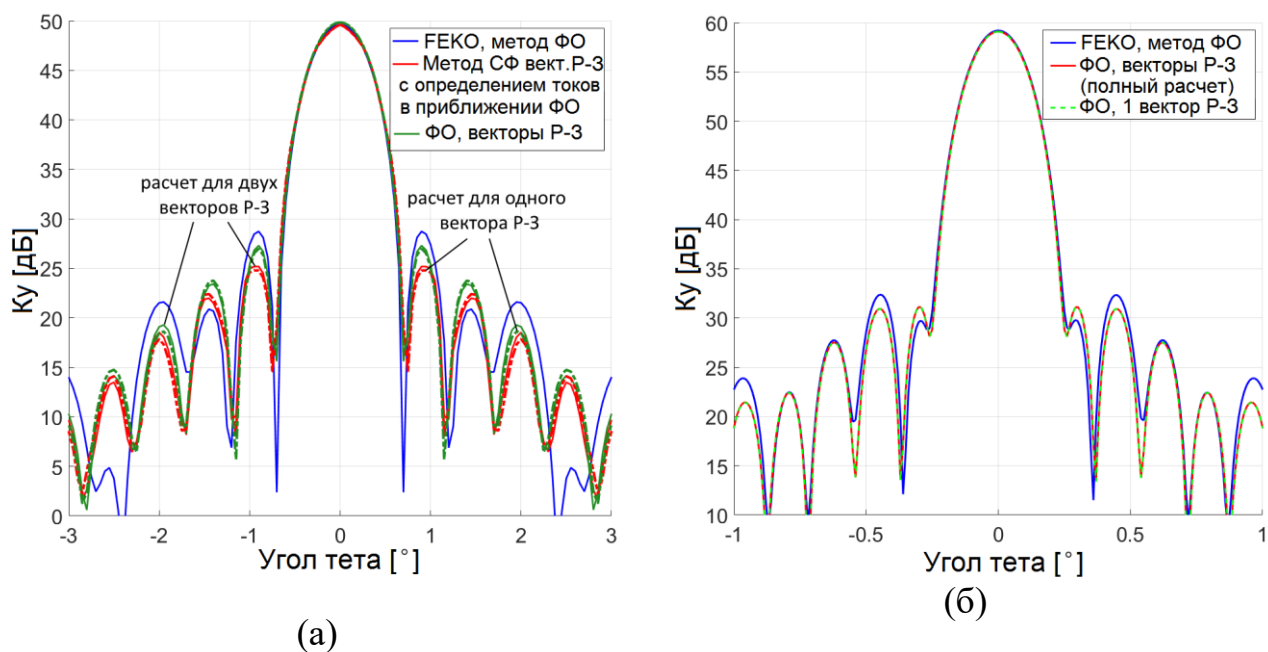 50
45
40
35
30
25
20
15
10
5
0
Ку [дБ]
-3
-2
-1
0
1
2
3
Угол тета [°]
FEKO, метод ФО
Метод СФ вект.Р-З
с определением токов
в приближении ФО
ФО, векторы Р-З
расчет для двух
векторов Р-З
расчет для одного
вектора Р-З
(а)
60
55
50
45
40
35
30
25
20
15
10
Ку [дБ]
-1
-0.5
0
0.5
1
Угол тета [°]
FEKO, метод ФО
ФО, векторы Р-З
(полный расчет)
ФО, 1 вектор Р-З
(б)